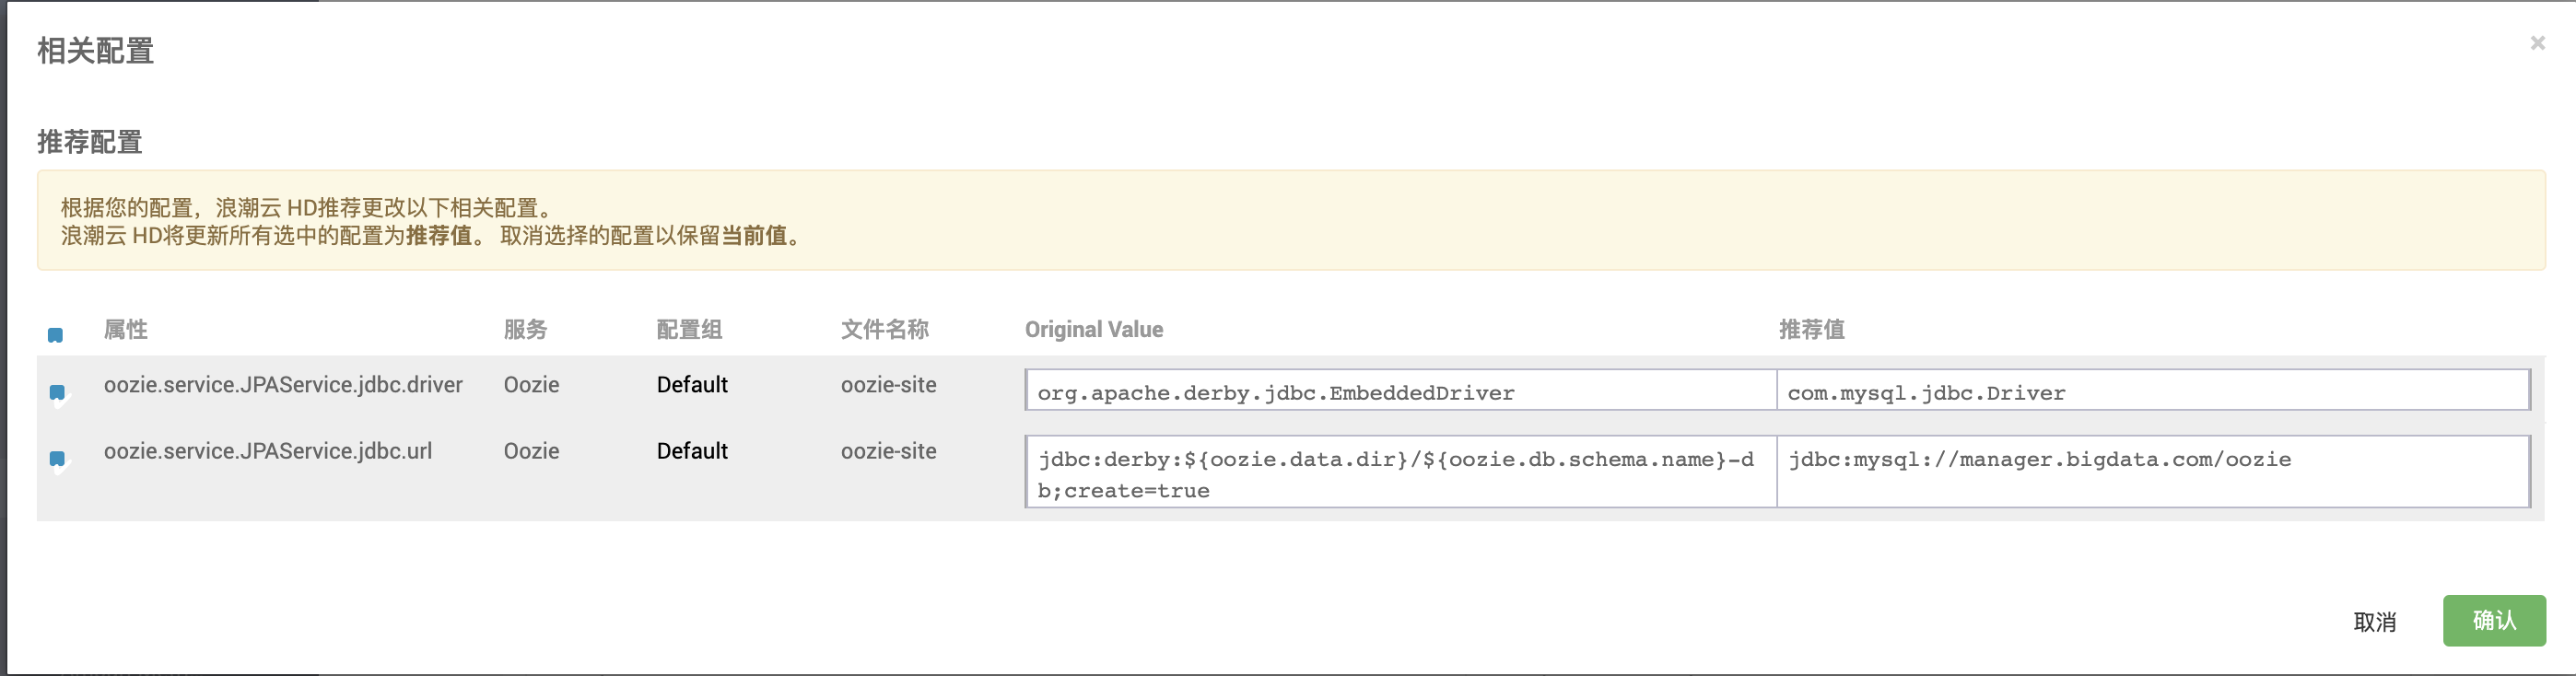 相关配置
×
推荐配置
根据您的配置，浪潮云 HD推荐更改以下相关配置。
浪潮云 HD将更新所有选中的配置为推荐值。 取消选择的配置以保留当前值。
属性 服务 配置组 文件名称 Original Value 推荐值
oozie.service.JPAService.jdbc.driver Oozie Default oozie-site org.apache.derby.jdbc.EmbeddedDriver com.mysql.jdbc.Driver
oozie.service.JPAService.jdbc.url Oozie Default oozie-site jdbc:derby:${oozie.data.dir}/${oozie.db.schema.name}-d jdbc:mysql://manager.bigdata.com/oozie
b;create=true
取消 确认